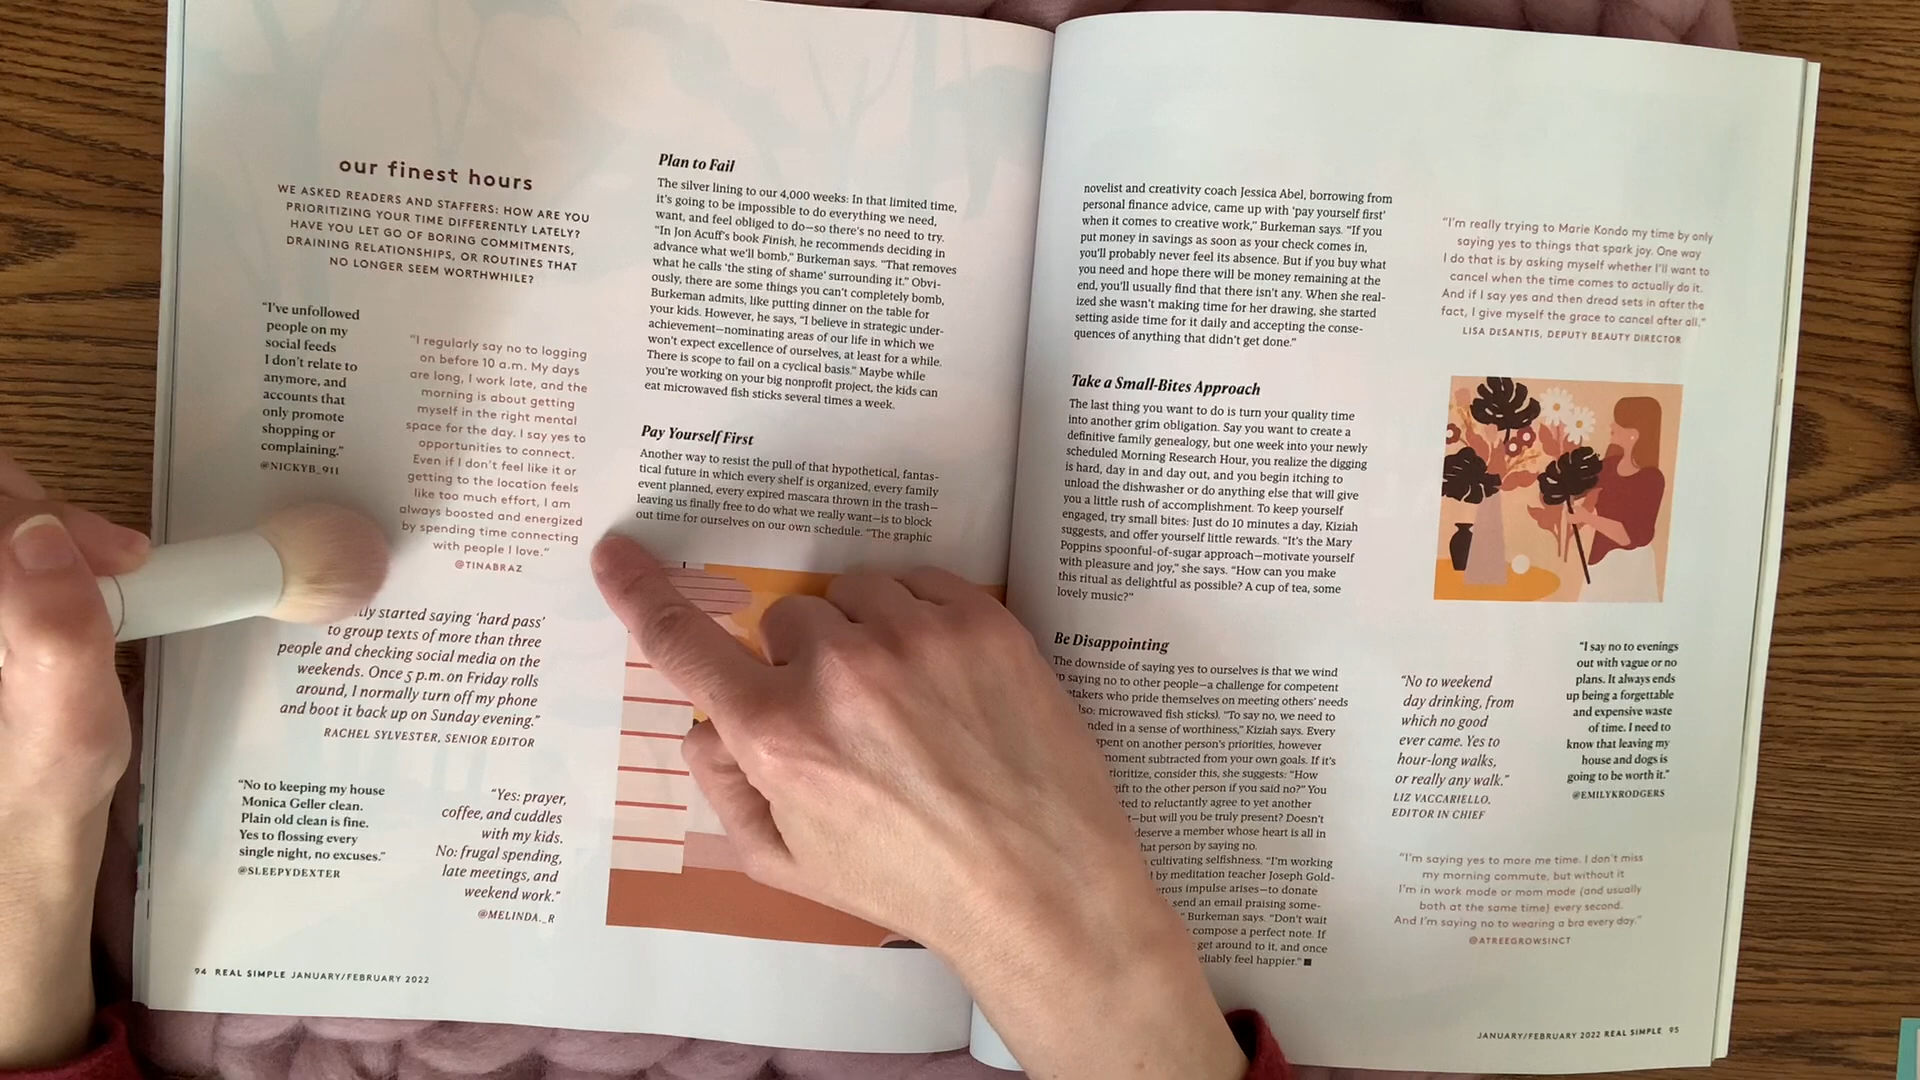 our finest hours
WE ASKED READERS AND STAFFERS: HOW ARE YOU
PRIORITIZING YOUR TIME DIFFERENTLY LATELY?
HAVE YOU LET GO OF BORING COMMITMENTS,
DRAINING RELATIONSHIPS, OR ROUTINES THAT
NO LONGER SEEM WORTHWHILE?
“I’ve unfollowed
people on my
social feeds
I don’t relate to
anymore, and
accounts that
only promote
shopping or
complaining.”
@NICKYB_911
“I regularly say no to logging
on before 10 a.m. My days
are long, I work late, and the
morning is about getting
myself in the right mental
space for the day. I say yes to
opportunities to connect.
Even if I don’t feel like it or
getting to the location feels
like too much effort, I am
always boosted and energized
by spending time connecting
with people I love.”
@TINABRAZ
started saying ‘hard pass’
to group texts of more than three
people and checking social media on the
weekends. Once 5 p.m. on Friday rolls
around, I normally turn off my phone
and boot it back up on Sunday evening.”
RACHEL SYLVESTER, SENIOR EDITOR
“No to keeping my house
Monica Geller clean.
Plain old clean is fine.
Yes to flossing every
single night, no excuses.”
@SLEEPYDEXTER
“Yes: prayer,
coffee, and cuddles
with my kids.
No: frugal spending,
late meetings, and
weekend work.”
@MELINDA._R
94 REAL SIMPLE JANUARY/FEBRUARY 2022
Plan to Fail
The silver lining to our 4,000 weeks: In that limited time,
it’s going to be impossible to do everything we need,
want, and feel obliged to do—so there’s no need to try.
“In Jon Acuff’s book Finish, he recommends deciding in
advance what we’ll bomb,” Burkeman says. “That removes
what he calls ‘the sting of shame’ surrounding it.” Obvi-
ously, there are some things you can’t completely bomb,
Burkeman admits, like putting dinner on the table for
your kids. However, he says, “I believe in strategic under-
achievement—nominating areas of our life in which we
won’t expect excellence of ourselves, at least for a while.
There is scope to fail on a cyclical basis.” Maybe while
you’re working on your big nonprofit project, the kids can
eat microwaved fish sticks several times a week.
Pay Yourself First
Another way to resist the pull of that hypothetical, fantas-
tical future in which every shelf is organized, every family
event planned, every expired mascara thrown in the trash—
leaving us finally free to do what we really want—is to block
out time for ourselves on our own schedule. “The graphic
novelist and creativity coach Jessica Abel, borrowing from
personal finance advice, came up with ‘pay yourself first’
when it comes to creative work,” Burkeman says. “If you
put money in savings as soon as your check comes in,
you’ll probably never feel its absence. But if you buy what
you need and hope there will be money remaining at the
end, you’ll usually find that there isn’t any. When she real-
ized she wasn’t making time for her drawing, she started
setting aside time for it daily and accepting the conse-
quences of anything that didn’t get done.”
Take a Small-Bites Approach
The last thing you want to do is turn your quality time
into another grim obligation. Say you want to create a
definitive family genealogy, but one week into your newly
scheduled Morning Research Hour, you realize the digging
is hard, day in and day out, and you begin itching to
unload the dishwasher or do anything else that will give
you a little rush of accomplishment. To keep yourself
engaged, try small bites: Just do 10 minutes a day, Kiziah
suggests, and offer yourself little rewards. “It’s the Mary
Poppins spoonful-of-sugar approach—motivate yourself
with pleasure and joy,” she says. “How can you make
this ritual as delightful as possible? A cup of tea, some
lovely music?”
Be Disappointing
The downside of saying yes to ourselves is that we wind
saying no to other people—a challenge for competent
who pride themselves on meeting others’ needs
microwaved fish sticks). “To say no, we need to
in a sense of worthiness,” Kiziah says. Every
spent on another person’s priorities, however
moment subtracted from your own goals. If it’s
consider this, she suggests: “How
to the other person if you said no?” You
to reluctantly agree to yet another
—but will you be truly present? Doesn’t
deserve a member whose heart is all in
that person by saying no.
cultivating selfishness. “I’m working
by meditation teacher Joseph Gold-
impulse arises—to donate
send an email praising some-
” Burkeman says. “Don’t wait
compose a perfect note. If
get around to it, and once
feel happier.” ■
“I’m really trying to Marie Kondo my time by only
saying yes to things that spark joy. One way
I do that is by asking myself whether I’ll want to
cancel when the time comes to actually do it.
And if I say yes and then dread sets in after the
fact, I give myself the grace to cancel after all.”
LISA DESANTIS, DEPUTY BEAUTY DIRECTOR
“No to weekend
day drinking, from
which no good
ever came. Yes to
hour-long walks,
or really any walk.”
LIZ VACCARIELLO,
EDITOR IN CHIEF
“I say no to evenings
out with vague or no
plans. It always ends
up being a forgettable
and expensive waste
of time. I need to
know that leaving my
house and dogs is
going to be worth it.”
@EMILYKRODGERS
“I’m saying yes to more me time. I don’t miss
my morning commute, but without it
I’m in work mode or mom mode (and usually
both at the same time) every second.
And I’m saying no to wearing a bra every day.”
@ATREEGROWSINCT
JANUARY/FEBRUARY 2022 REAL SIMPLE 95